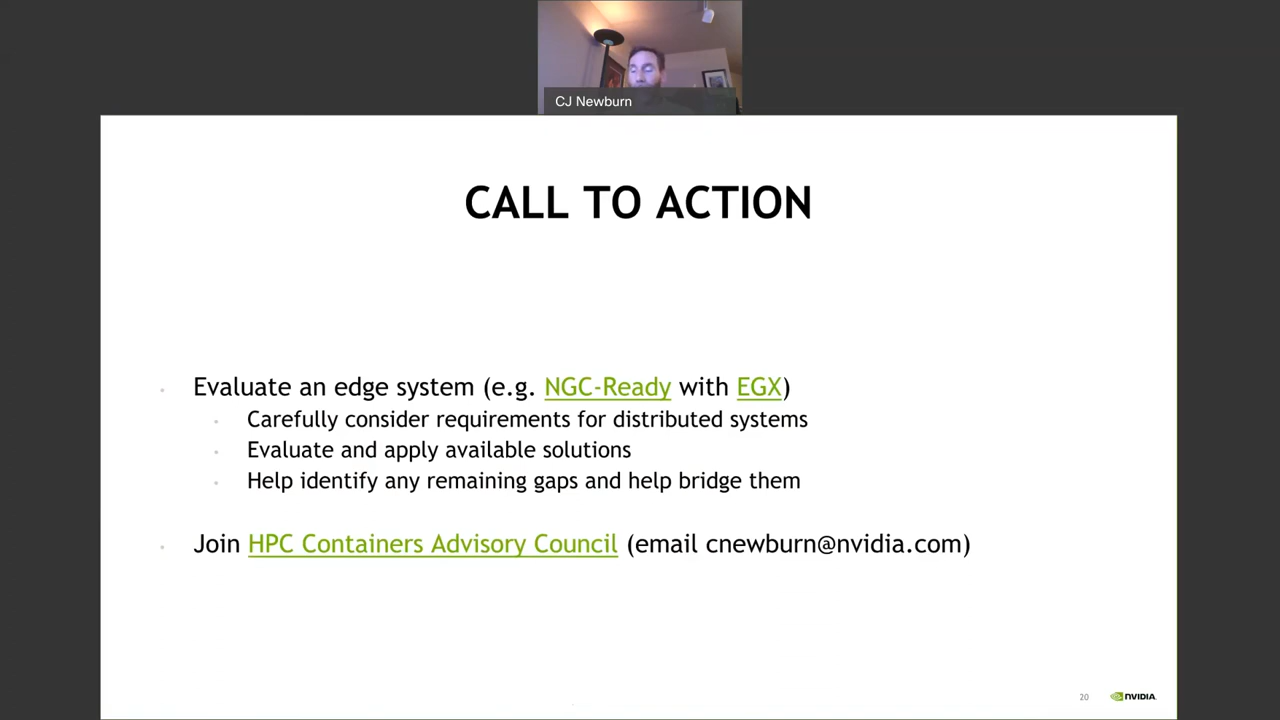 CJ Newburn
CALL TO ACTION
Evaluate an edge system (e.g. NGC-Ready with EGX)
Carefully consider requirements for distributed systems
Evaluate and apply available solutions
Help identify any remaining gaps and help bridge them
Join HPC Containers Advisory Council (email cnewburn@nvidia.com)
20
NVIDIA.